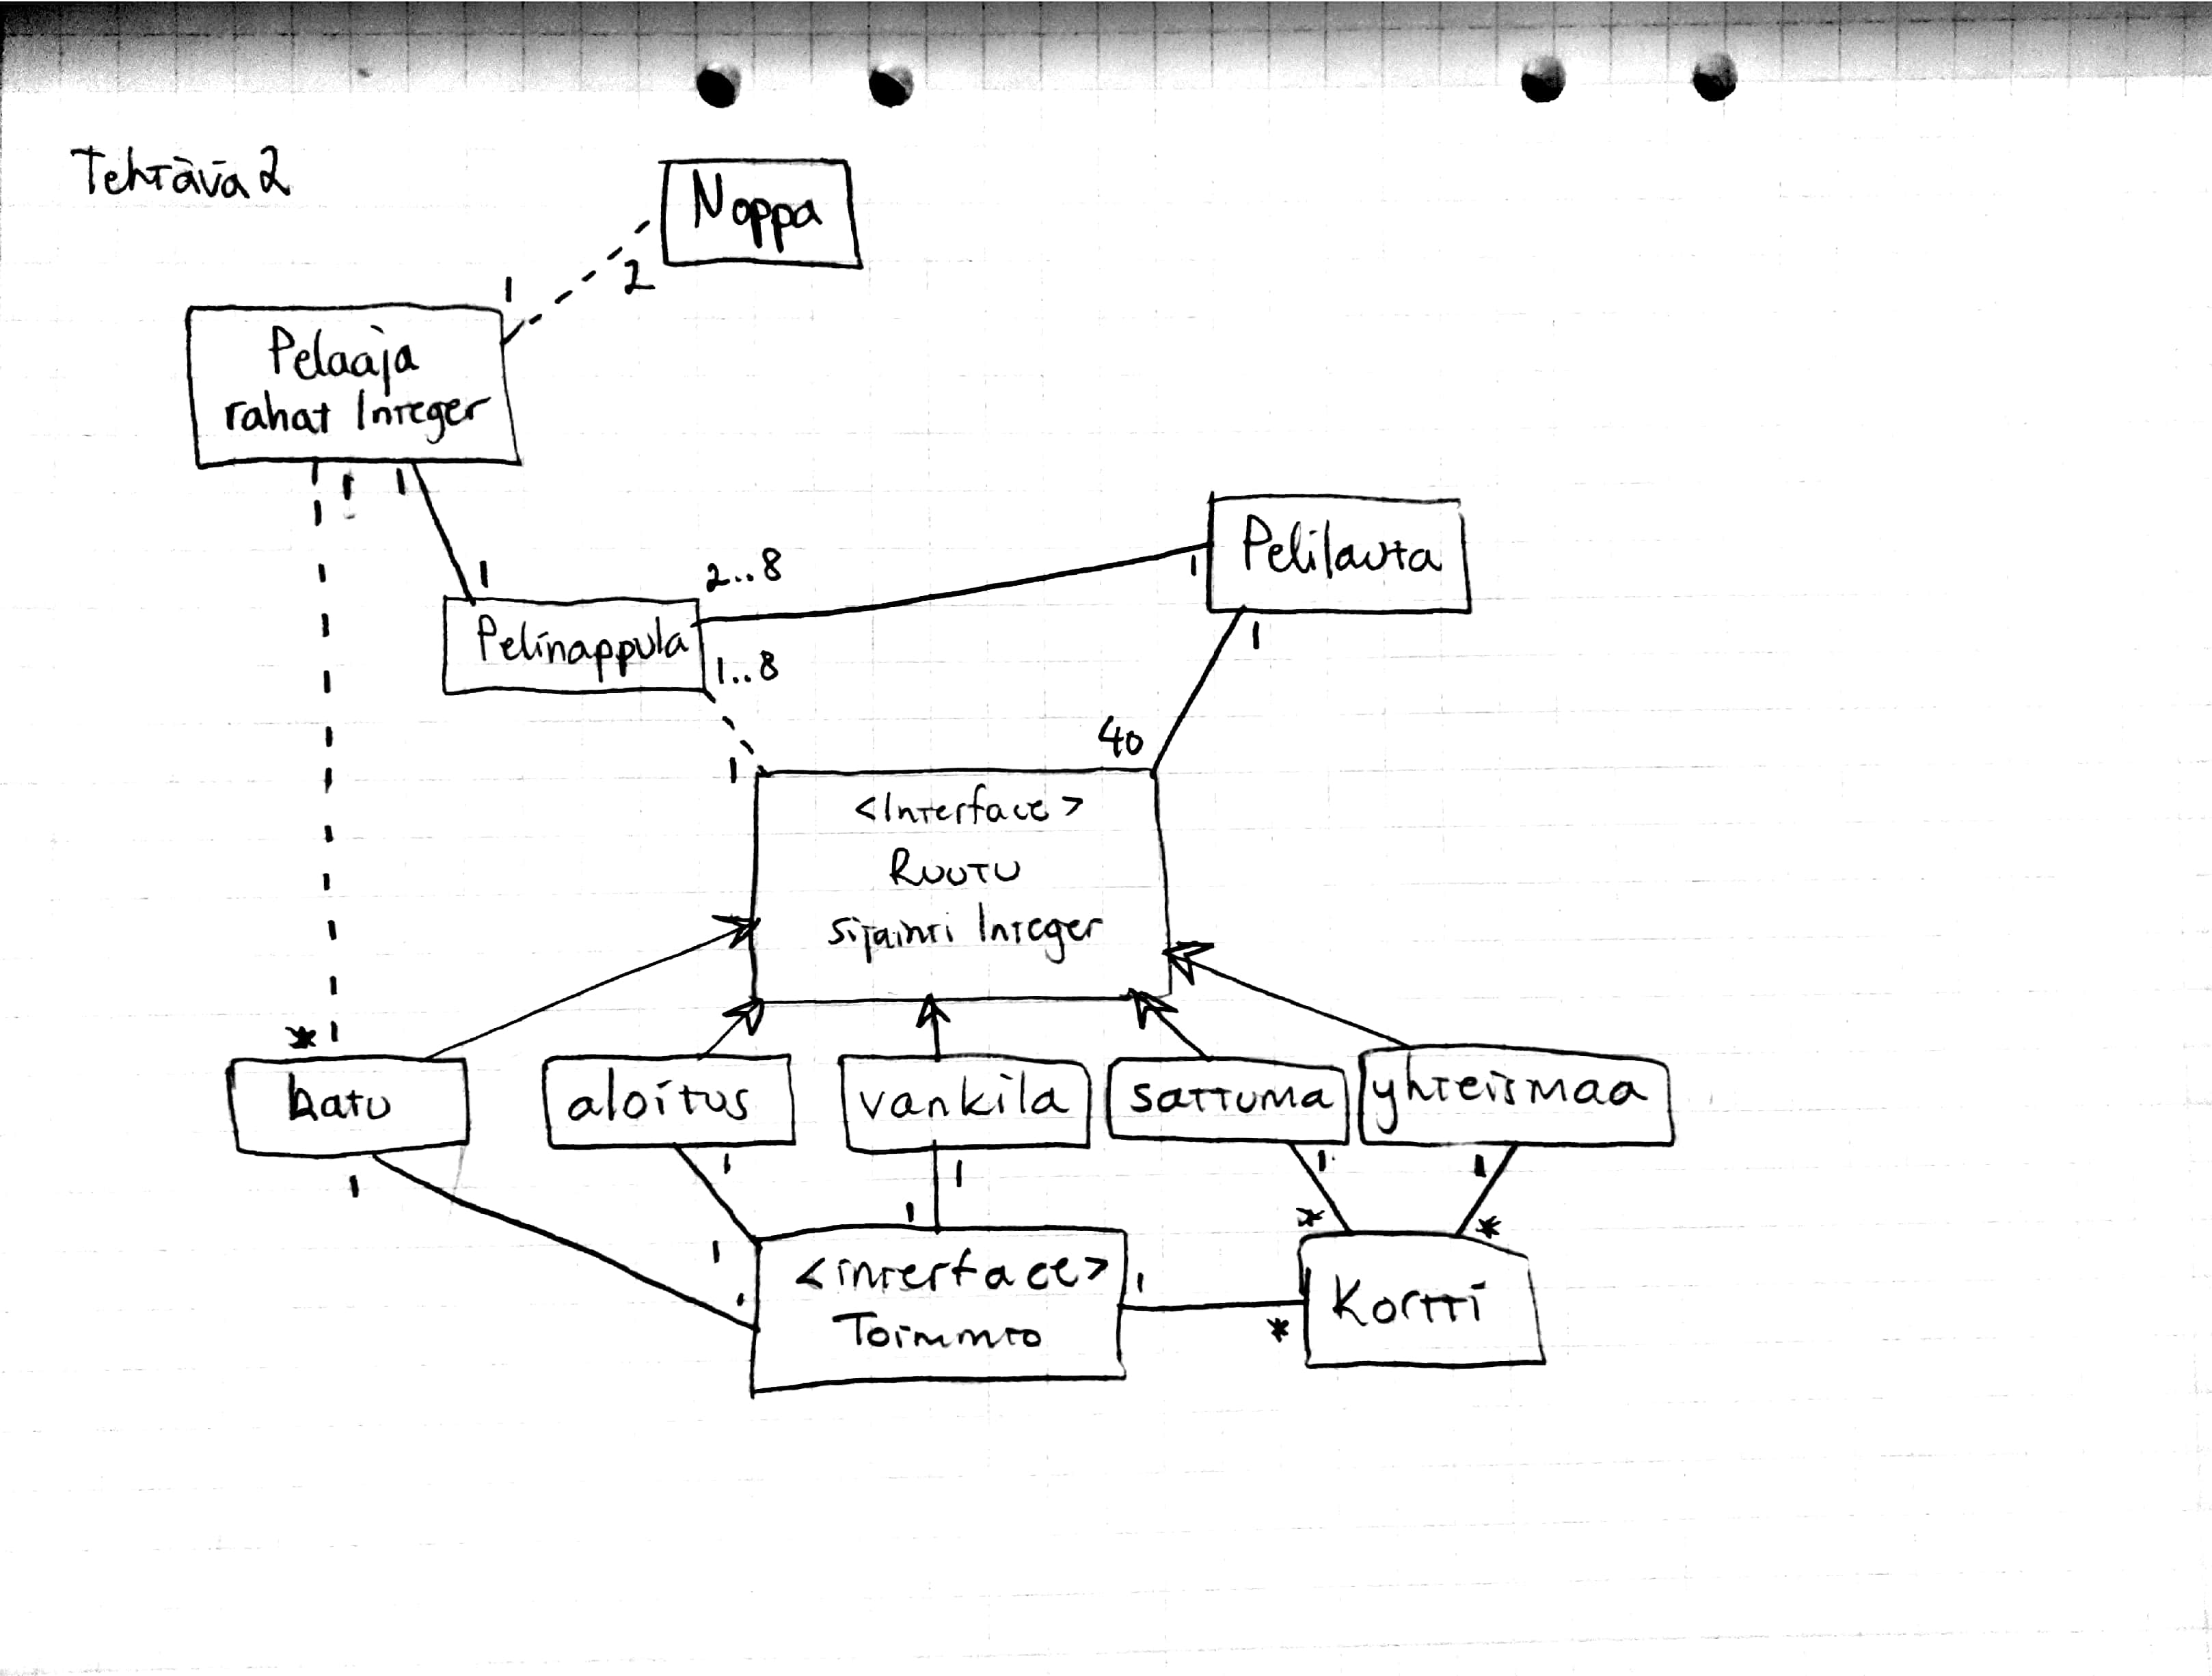 Tehtävä 2
Noppa
1
2
Pelaaja
rahat Integer
1
1
1
2..8
1
Pelilauta
Pelinappula
1..8
1
40
1
<Interface>
Ruutu
sijainti Integer
*
katu
aloitus
vankila
sattuma
yhteismaa
1
1
1
1
1
1
1
1
*
*
<interface>
Toiminto
1
*
Kortti